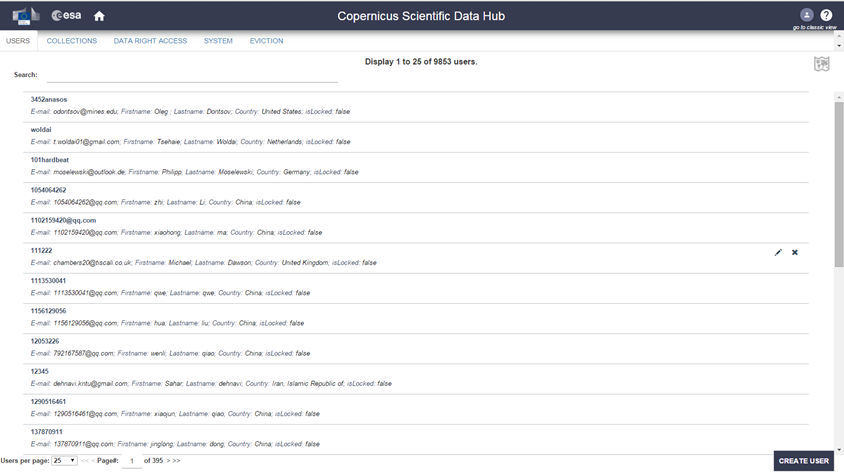 esa
Copernicus Scientific Data Hub
go to classic view
USERS COLLECTIONS DATA RIGHT ACCESS SYSTEM EVICTION
Display 1 to 25 of 9853 users.
Search:
3452anasos
E-mail: odontsov@mines.edu; Firstname: Oleg ; Lastname: Dontsov; Country: United States; isLocked: false
woldai
E-mail: t.woldai01@gmail.com; Firstname: Tsehaie; Lastname: Woldai; Country: Netherlands; isLocked: false
101hardbeat
E-mail: moselewski@outlook.de; Firstname: Philipp; Lastname: Moselewski; Country: Germany; isLocked: false
1054064262
E-mail: 1054064262@qq.com; Firstname: zhi; Lastname: Li; Country: China; isLocked: false
1102159420@qq.com
E-mail: 1102159420@qq.com; Firstname: xiaohong; Lastname: ma; Country: China; isLocked: false
111222
E-mail: chambers20@tiscali.co.uk; Firstname: Michael; Lastname: Dawson; Country: United Kingdom; isLocked: false
1113530041
E-mail: 1113530041@qq.com; Firstname: qwe; Lastname: qwe; Country: China; isLocked: false
1156129056
E-mail: 1156129056@qq.com; Firstname: hua; Lastname: liu; Country: China; isLocked: false
12053226
E-mail: 792167587@qq.com; Firstname: wenli; Lastname: qiao; Country: China; isLocked: false
12345
E-mail: dehnavi.kntu@gmail.com; Firstname: Sahar; Lastname: dehnavi; Country: Iran, Islamic Republic of; isLocked: false
1290516461
E-mail: 1290516461@qq.com; Firstname: xiaojun; Lastname: qiao; Country: China; isLocked: false
137870911
E-mail: 137870911@qq.com; Firstname: jinglong; Lastname: dong; Country: China; isLocked: false
Users per page: 25 << < Page#: 1 of 395 > >> CREATE USER